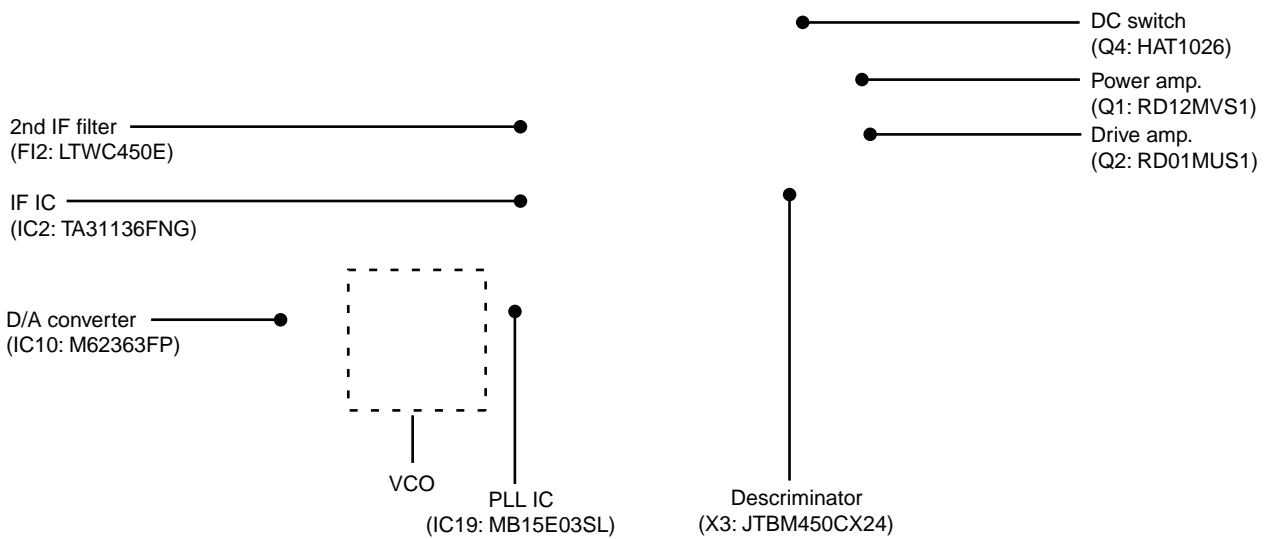 DC switch
(Q4: HAT1026)
Power amp.
(Q1: RD12MVS1)
Drive amp.
(Q2: RD01MUS1)
2nd IF filter
(FI2: LTWC450E)
IF IC
(IC2: TA31136FNG)
D/A converter
(IC10: M62363FP)
VCO
PLL IC
(IC19: MB15E03SL)
Descriminator
(X3: JTBM450CX24)